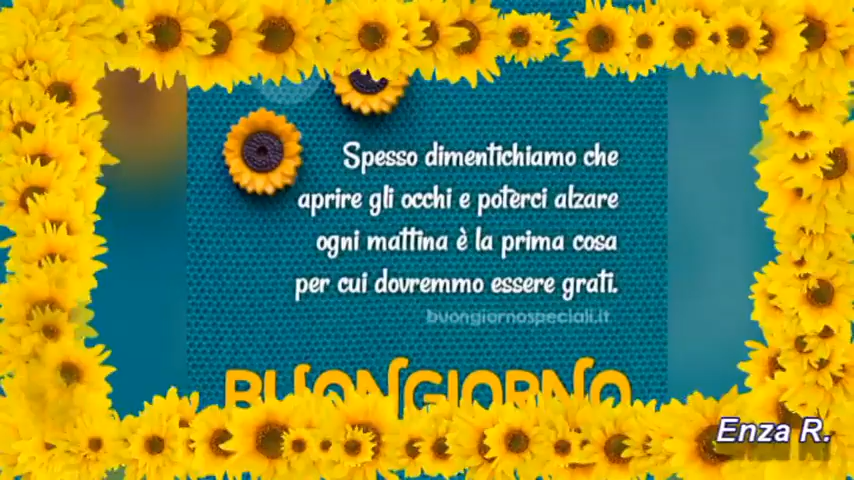 Spesso dimentichiamo che
aprire gli occhi e poterci alzare
ogni mattina è la prima cosa
per cui dovremmo essere grati.
buongiornospeciali.it
BUONGIORNO
Enza R.